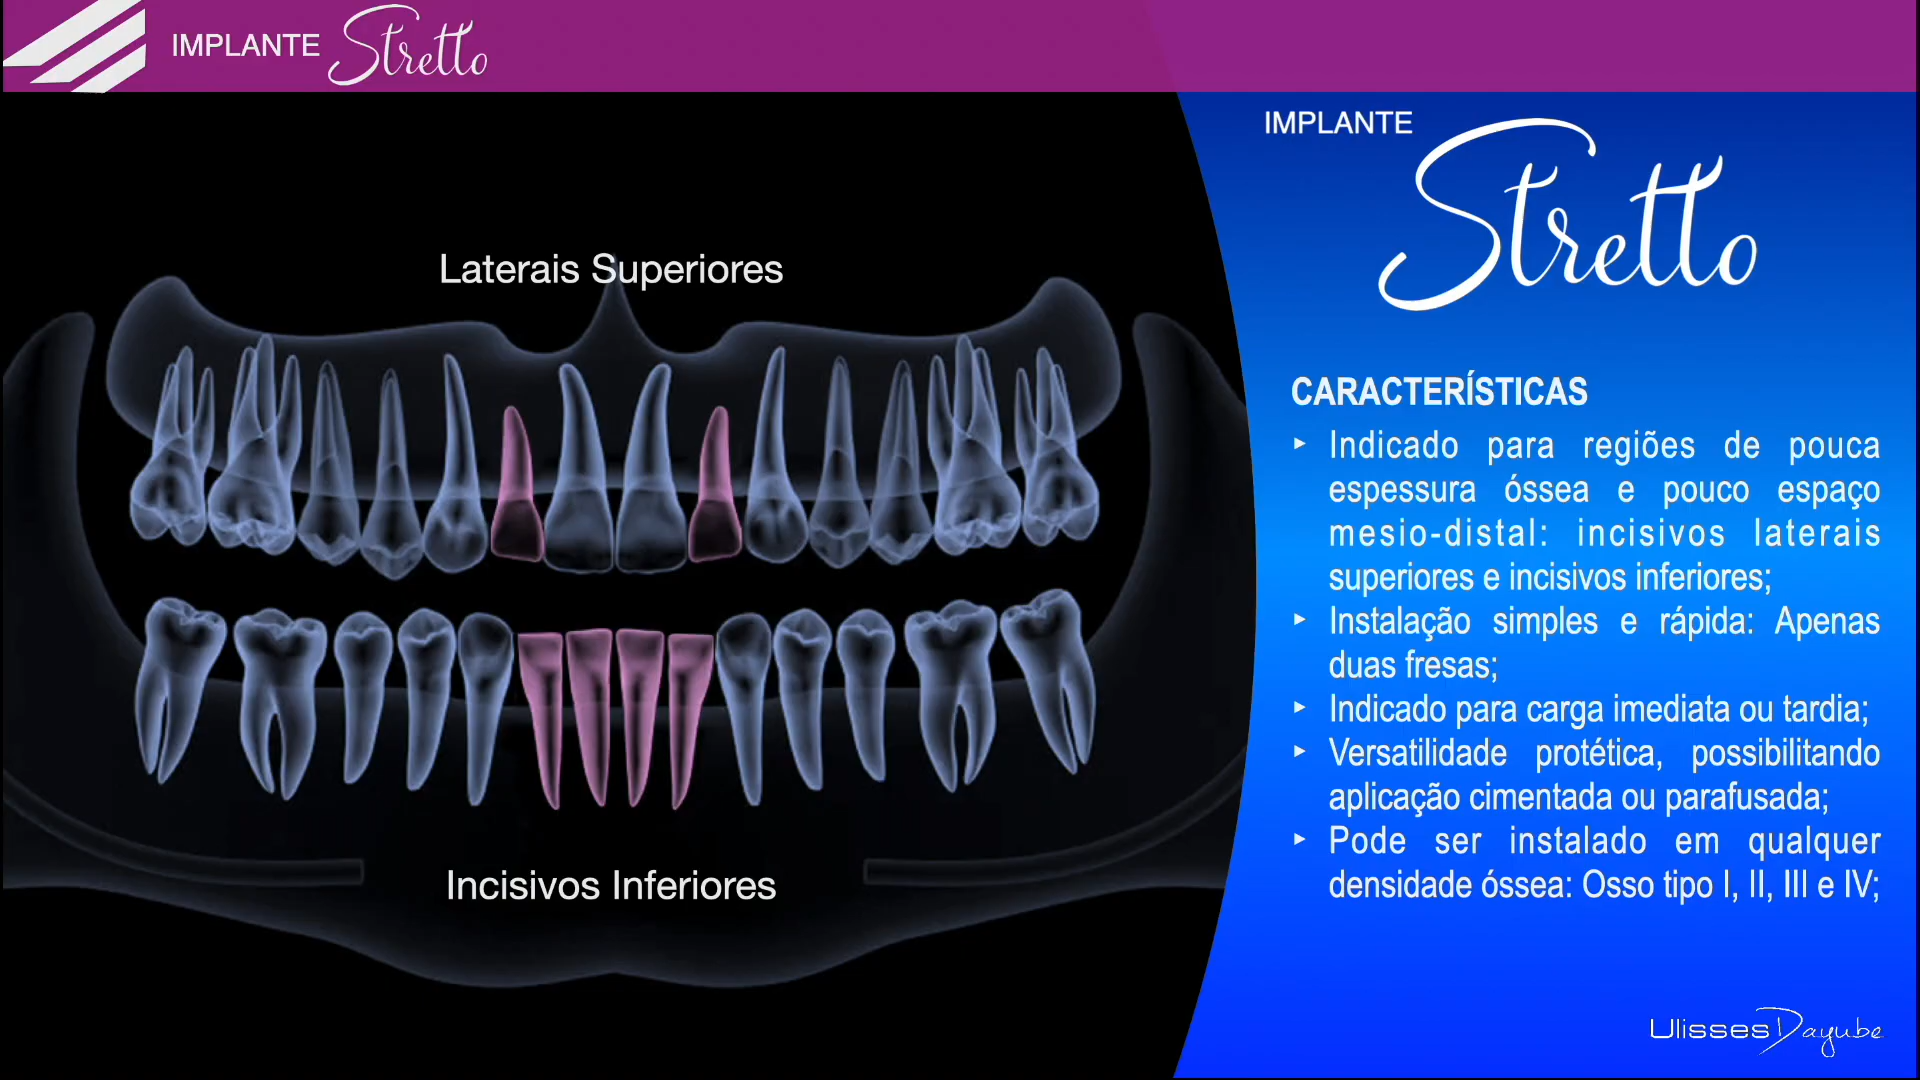 IMPLANTE Stretto
Laterais Superiores
Incisivos Inferiores
IMPLANTE
Stretto
CARACTERÍSTICAS
‣ Indicado para regiões de pouca
espessura óssea e pouco espaço
mesio-distal: incisivos laterais
superiores e incisivos inferiores;
‣ Instalação simples e rápida: Apenas
duas fresas;
‣ Indicado para carga imediata ou tardia;
‣ Versatilidade protética, possibilitando
aplicação cimentada ou parafusada;
‣ Pode ser instalado em qualquer
densidade óssea: Osso tipo I, II, III e IV;
Ulisses Dayube